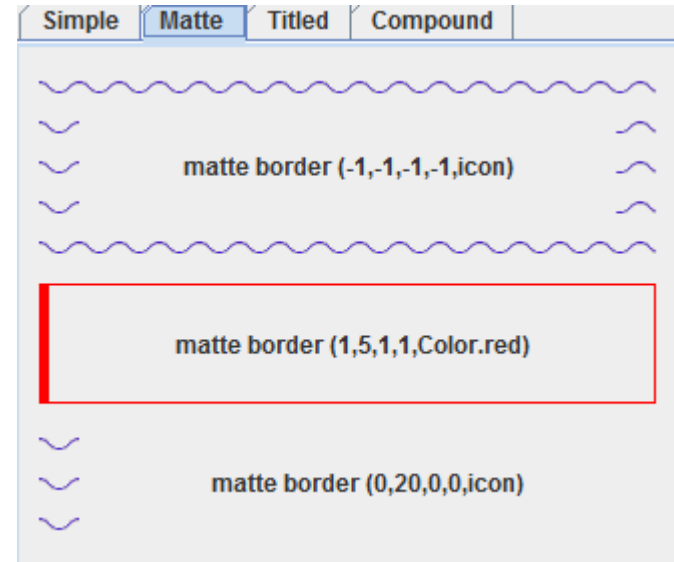 Simple Matte Titled Compound
matte border (-1,-1,-1,-1,icon)
matte border (1,5,1,1,Color.red)
matte border (0,20,0,0,icon)